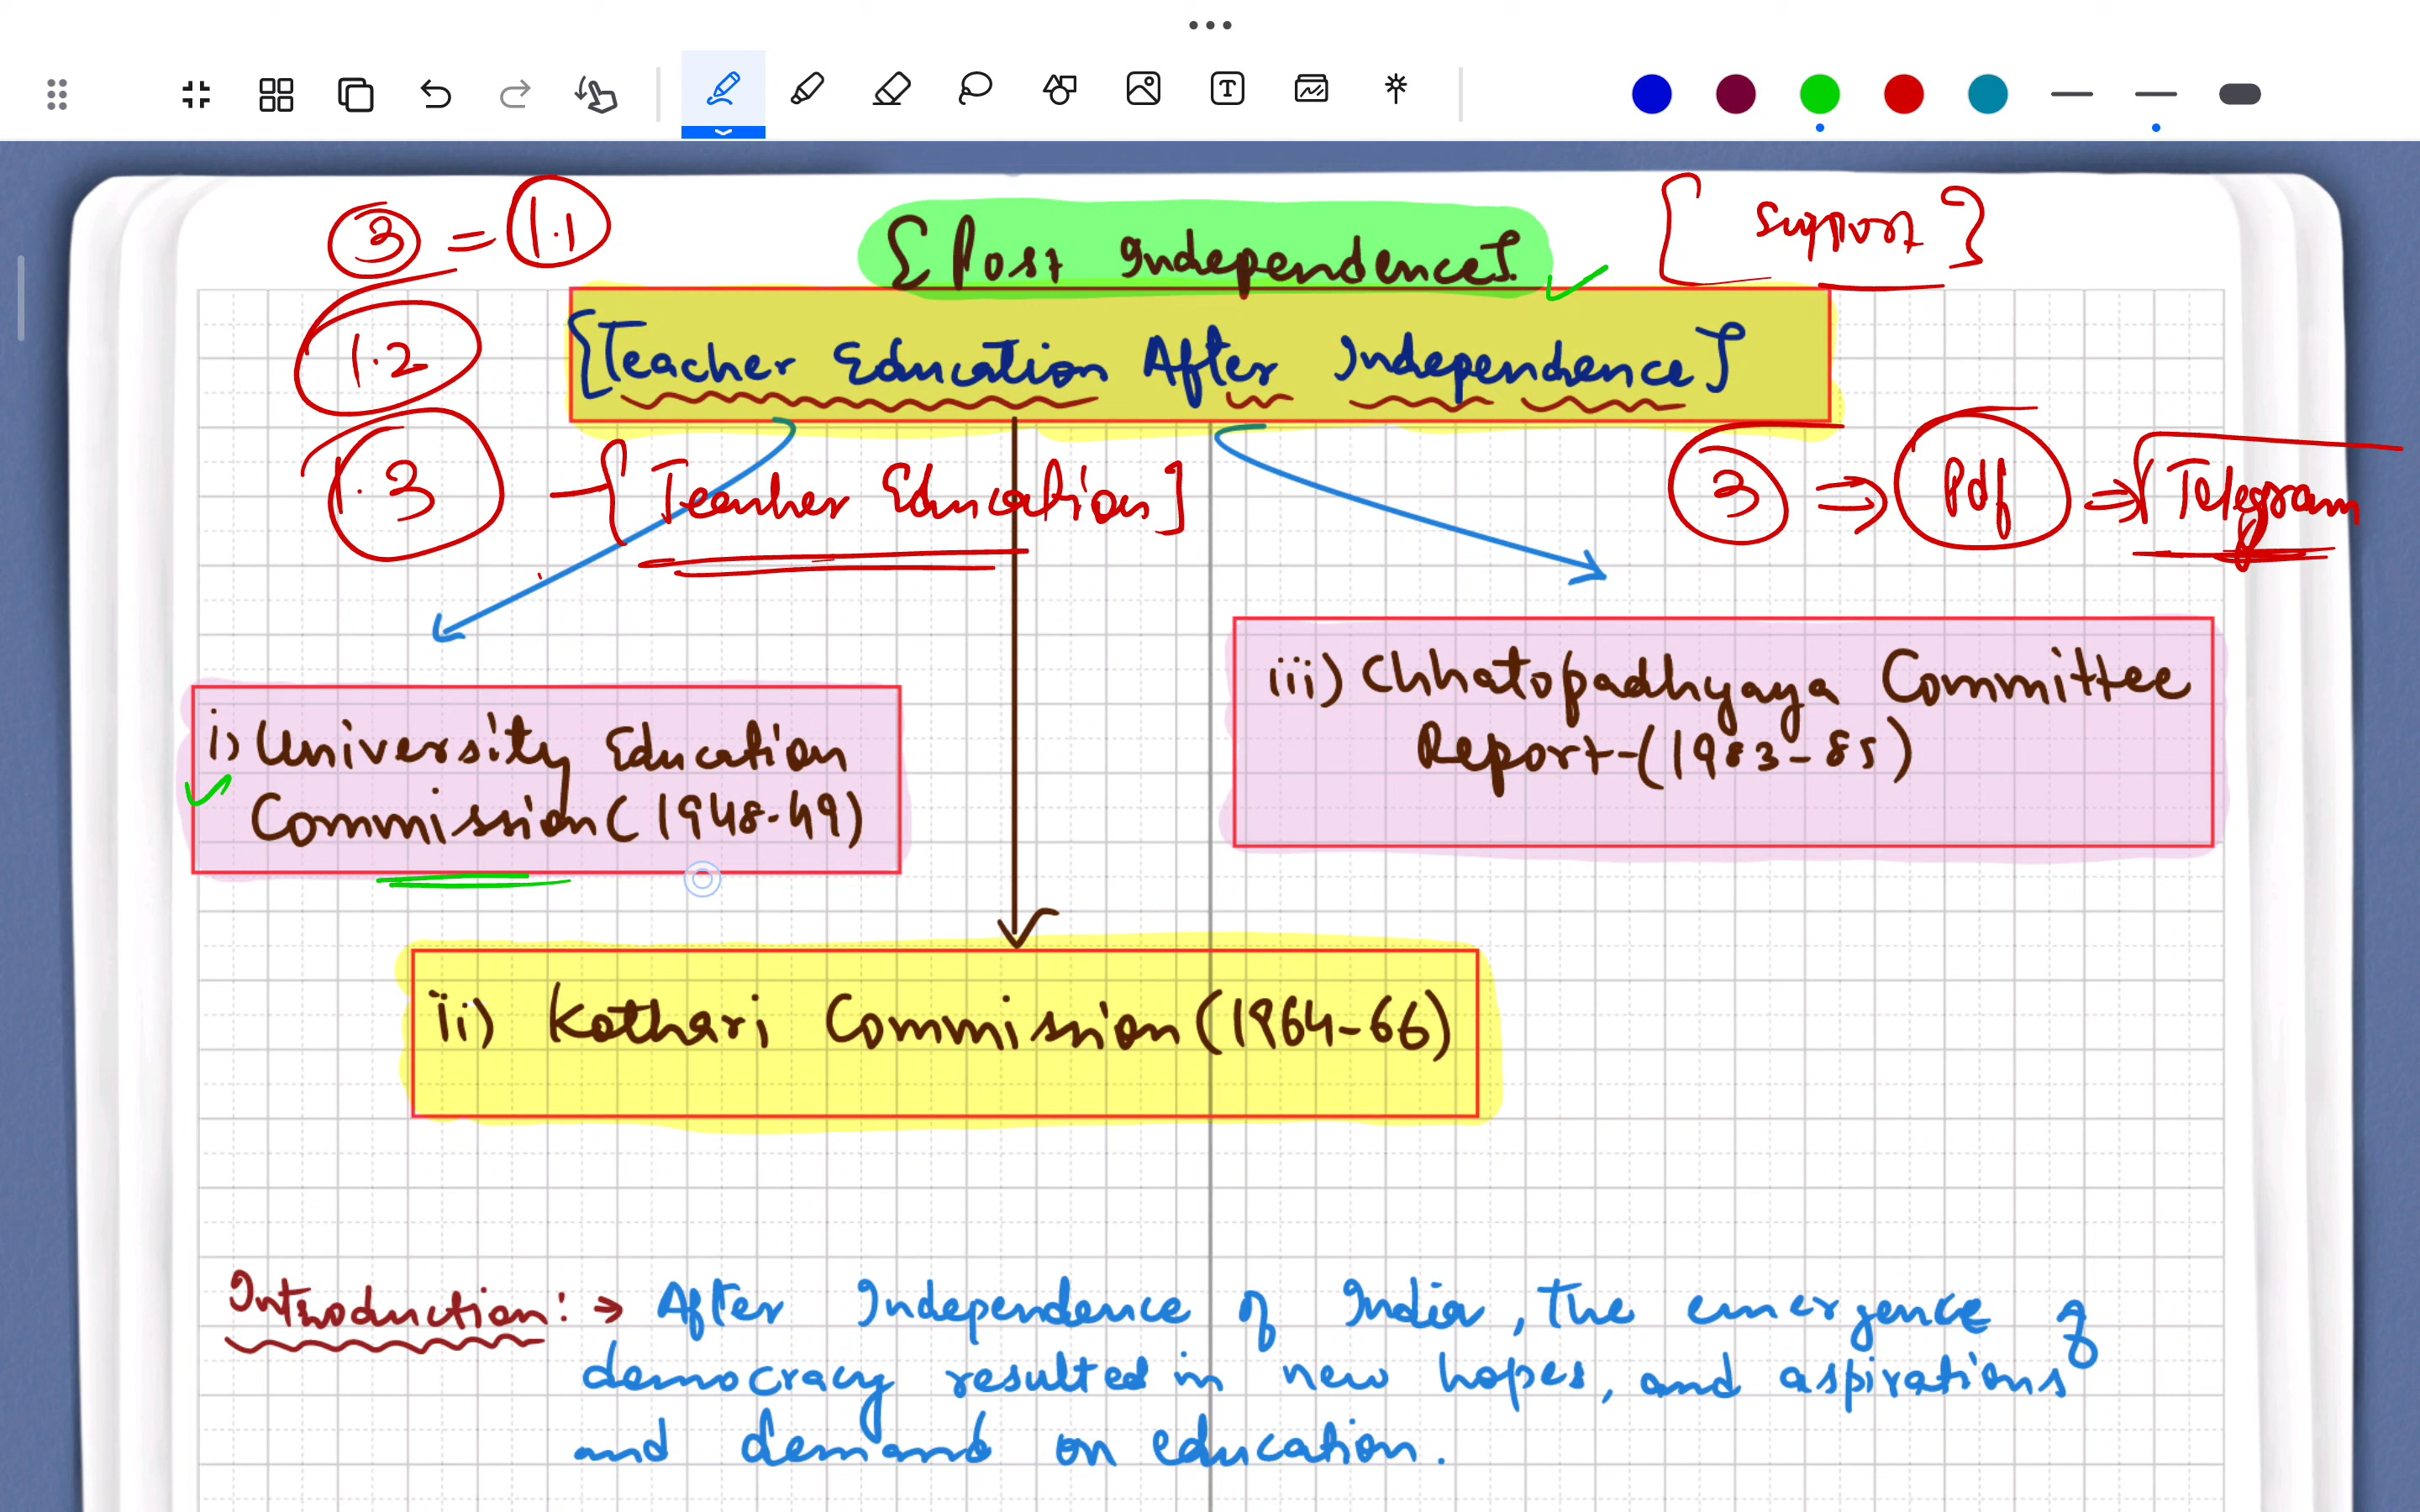 ③ = 1.1
{Post Independence}
[Support]
1.2
{Teacher Education After Independence}
1.3 - {Teacher Education]
③ ⇒ Pdf ⇒ Telegram
i) University Education
Commission (1948-49)
iii) Chhatopadhyaya Committee
Report-(1983-85)
ii) Kothari Commission (1964-66)
Introduction: → After Independence of India, the emergence of
democracy resulted in new hopes, and aspirations
and demand on education.